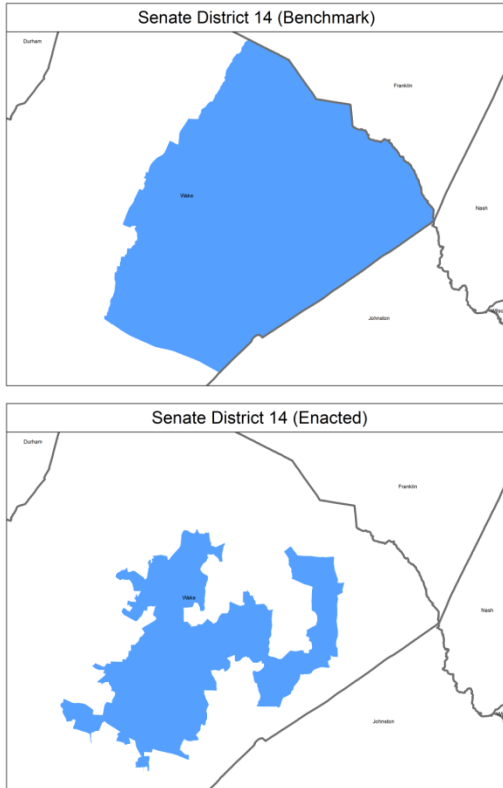 Senate District 14 (Benchmark)
Durham
Franklin
Wake
Nash
Johnston
Senate District 14 (Enacted)
Durham
Franklin
Wake
Nash
Johnston